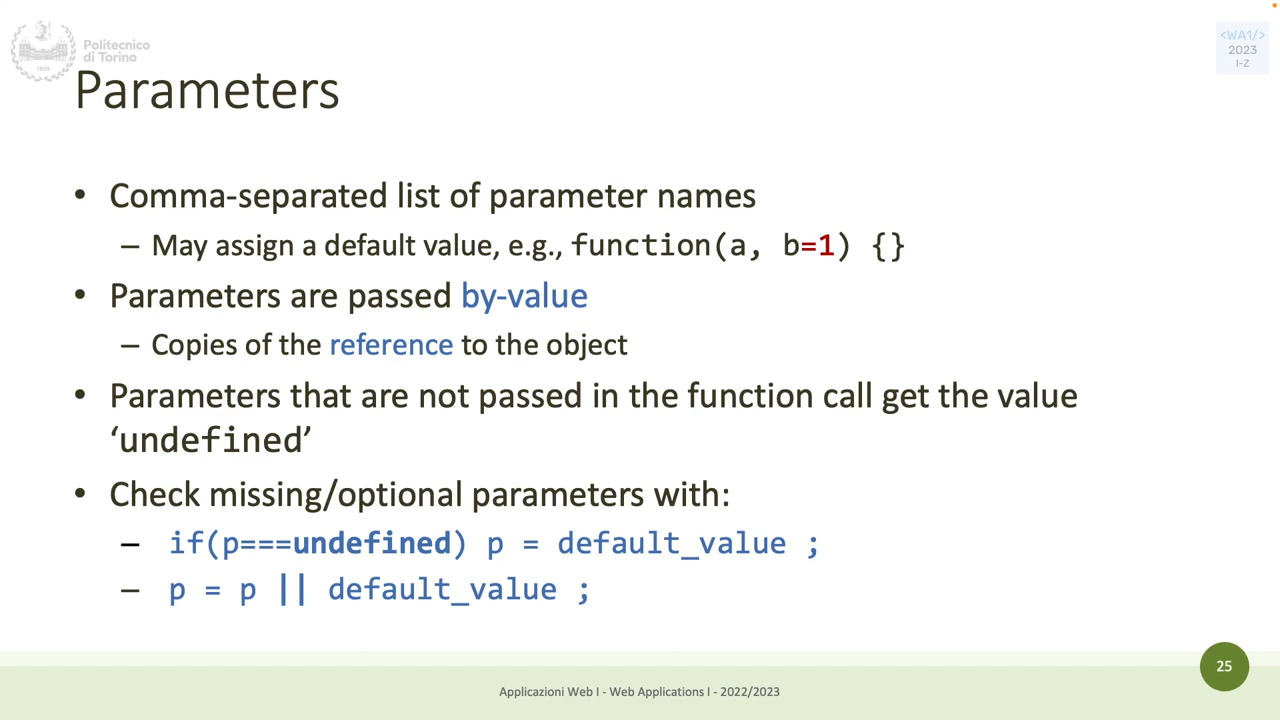 Politecnico
di Torino
1859
<WA1/>
2023
I-Z
Parameters
• Comma-separated list of parameter names
– May assign a default value, e.g., function(a, b=1) {}
• Parameters are passed by-value
– Copies of the reference to the object
• Parameters that are not passed in the function call get the value
‘undefined’
• Check missing/optional parameters with:
– if(p===undefined) p = default_value ;
– p = p || default_value ;
25
Applicazioni Web I - Web Applications I - 2022/2023